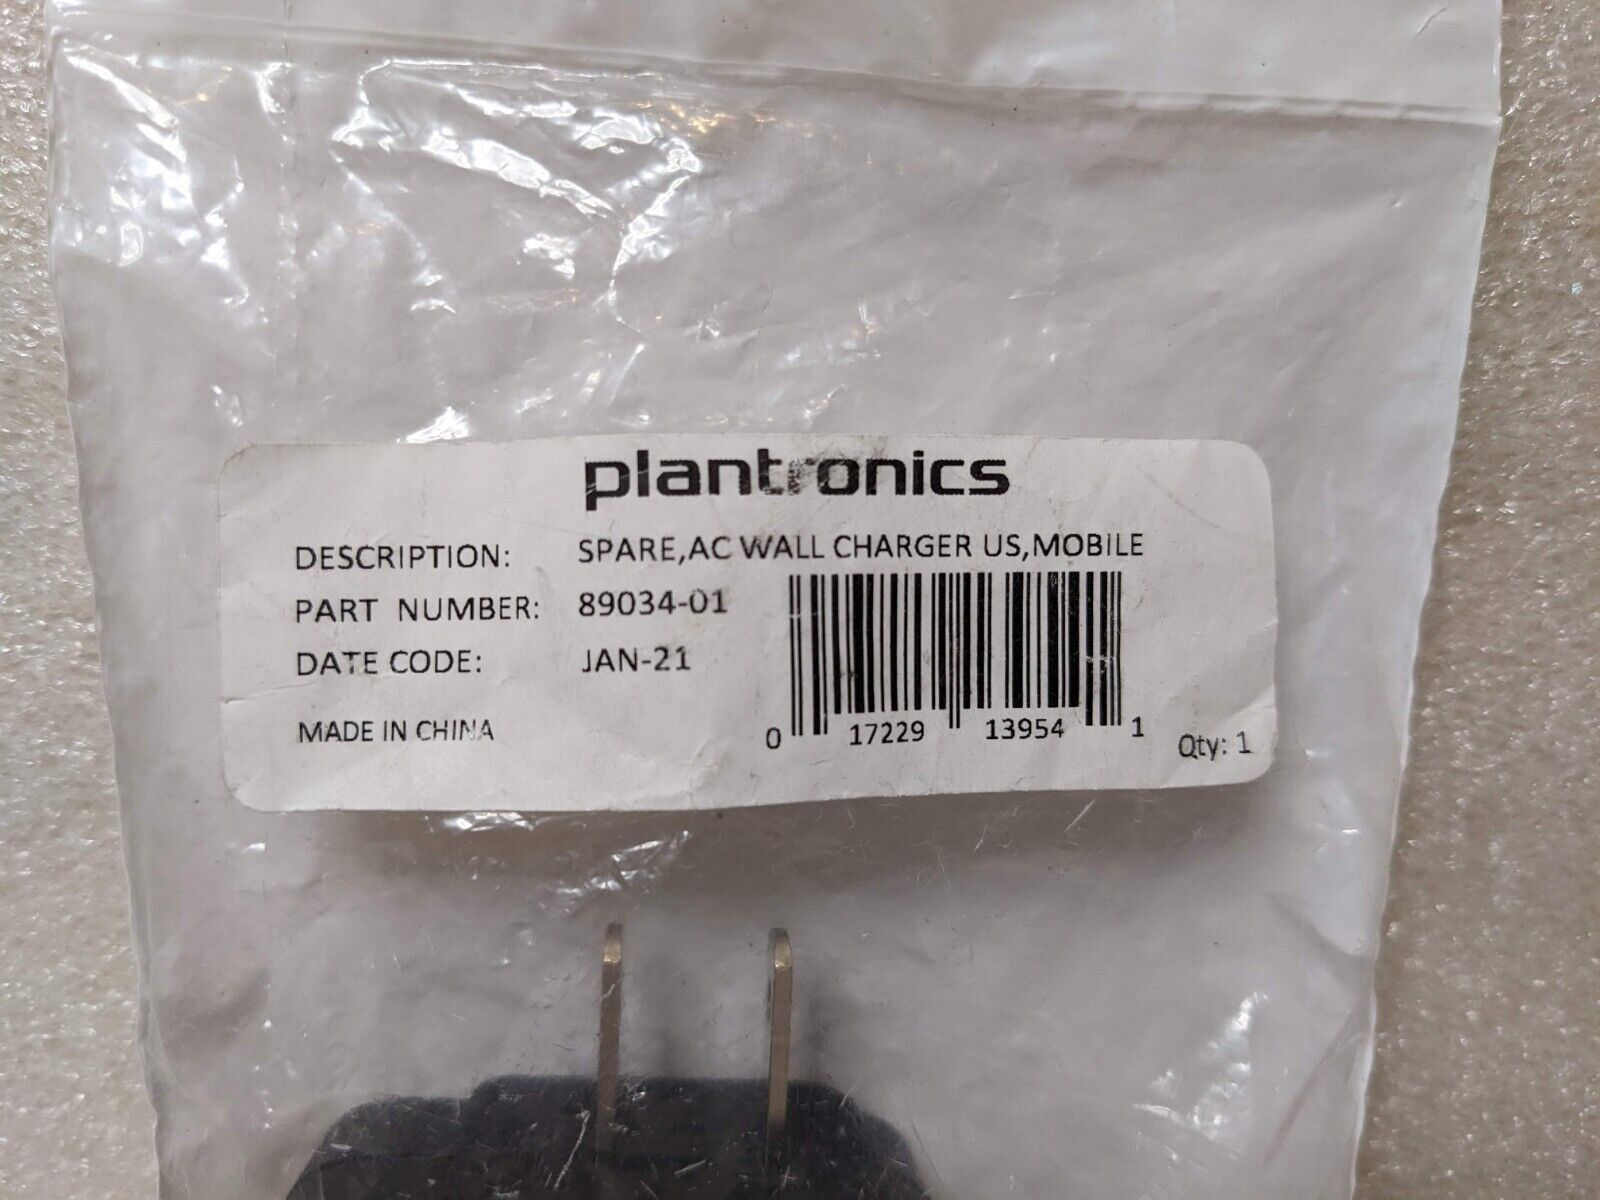 plantronics
DESCRIPTION: SPARE,AC WALL CHARGER US,MOBILE
PART NUMBER: 89034-01
DATE CODE: JAN-21
MADE IN CHINA
0 17229 13954 1
Qty: 1